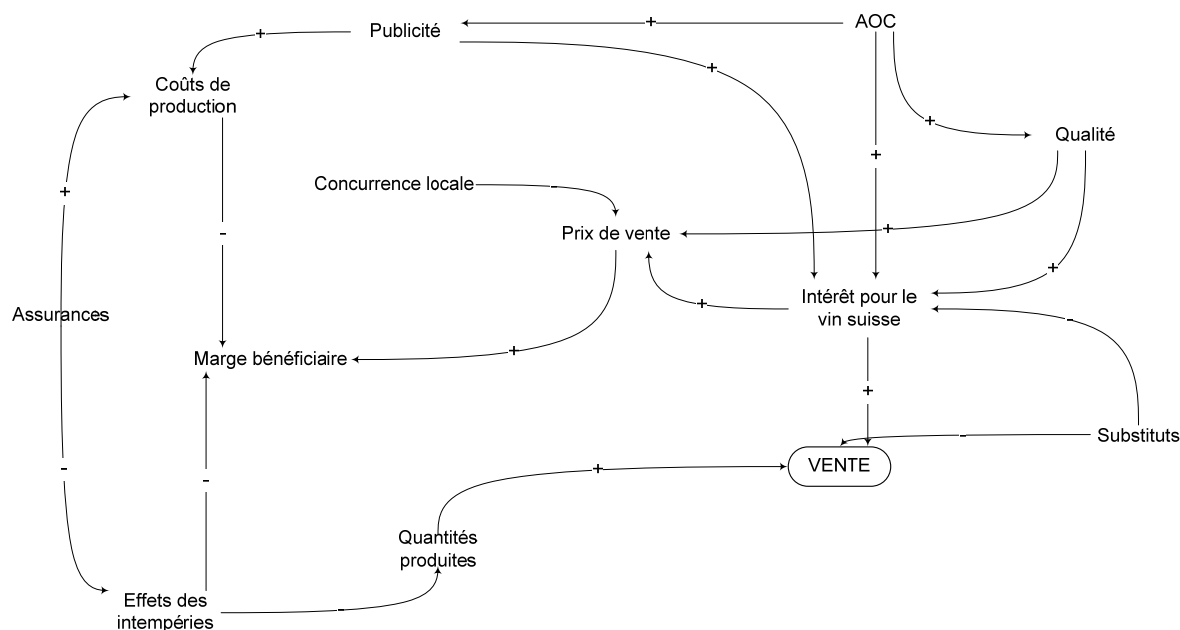 AOC
+
Publicité
+
+
Coûts de
production
+
Qualité
+
+
Concurrence locale
-
+
Prix de vente
-
+
+
Intérêt pour le
vin suisse
+
Assurances
-
Marge bénéficiaire
+
+
Substituts
-
VENTE
-
+
-
Quantités
produites
Effets des
intempéries
-